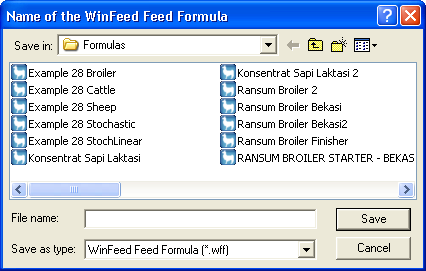 Name of the WinFeed Feed Formula
Save in: Formulas
Example 28 Broiler
Example 28 Cattle
Example 28 Sheep
Example 28 Stochastic
Example 28 StochLinear
Konsentrat Sapi Laktasi
Konsentrat Sapi Laktasi 2
Ransum Broiler 2
Ransum Broiler Bekasi
Ransum Broiler Bekasi2
Ransum Broiler Finisher
RANSUM BROILER STARTER - BEKAS
File name: Save
Save as type: WinFeed Feed Formula (*.wff) Cancel